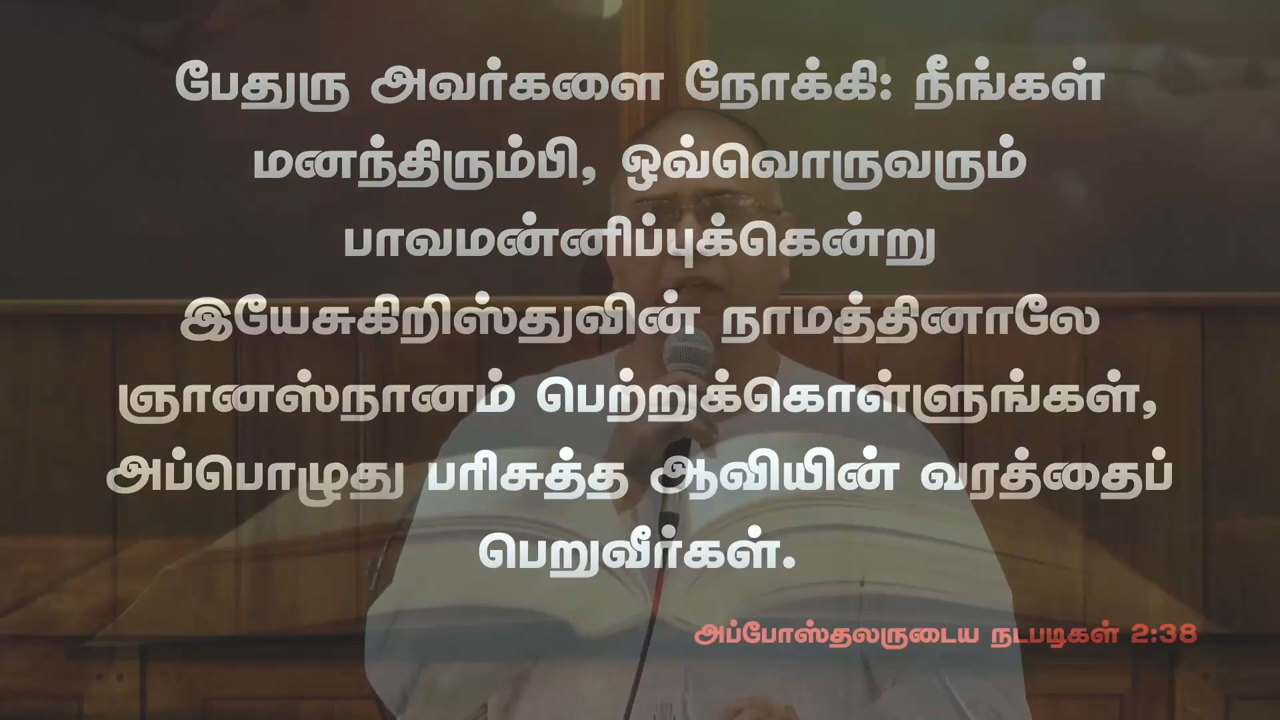 பேதுரு அவர்களை நோக்கி: நீங்கள்
மனந்திரும்பி, ஒவ்வொருவரும்
பாவமன்னிப்புக்கென்று
இயேசுகிறிஸ்துவின் நாமத்தினாலே
ஞானஸ்நானம் பெற்றுக்கொள்ளுங்கள்,
அப்பொழுது பரிசுத்த ஆவியின் வரத்தைப்
பெறுவீர்கள்.
அப்போஸ்தலருடைய நடபடிகள் 2:38